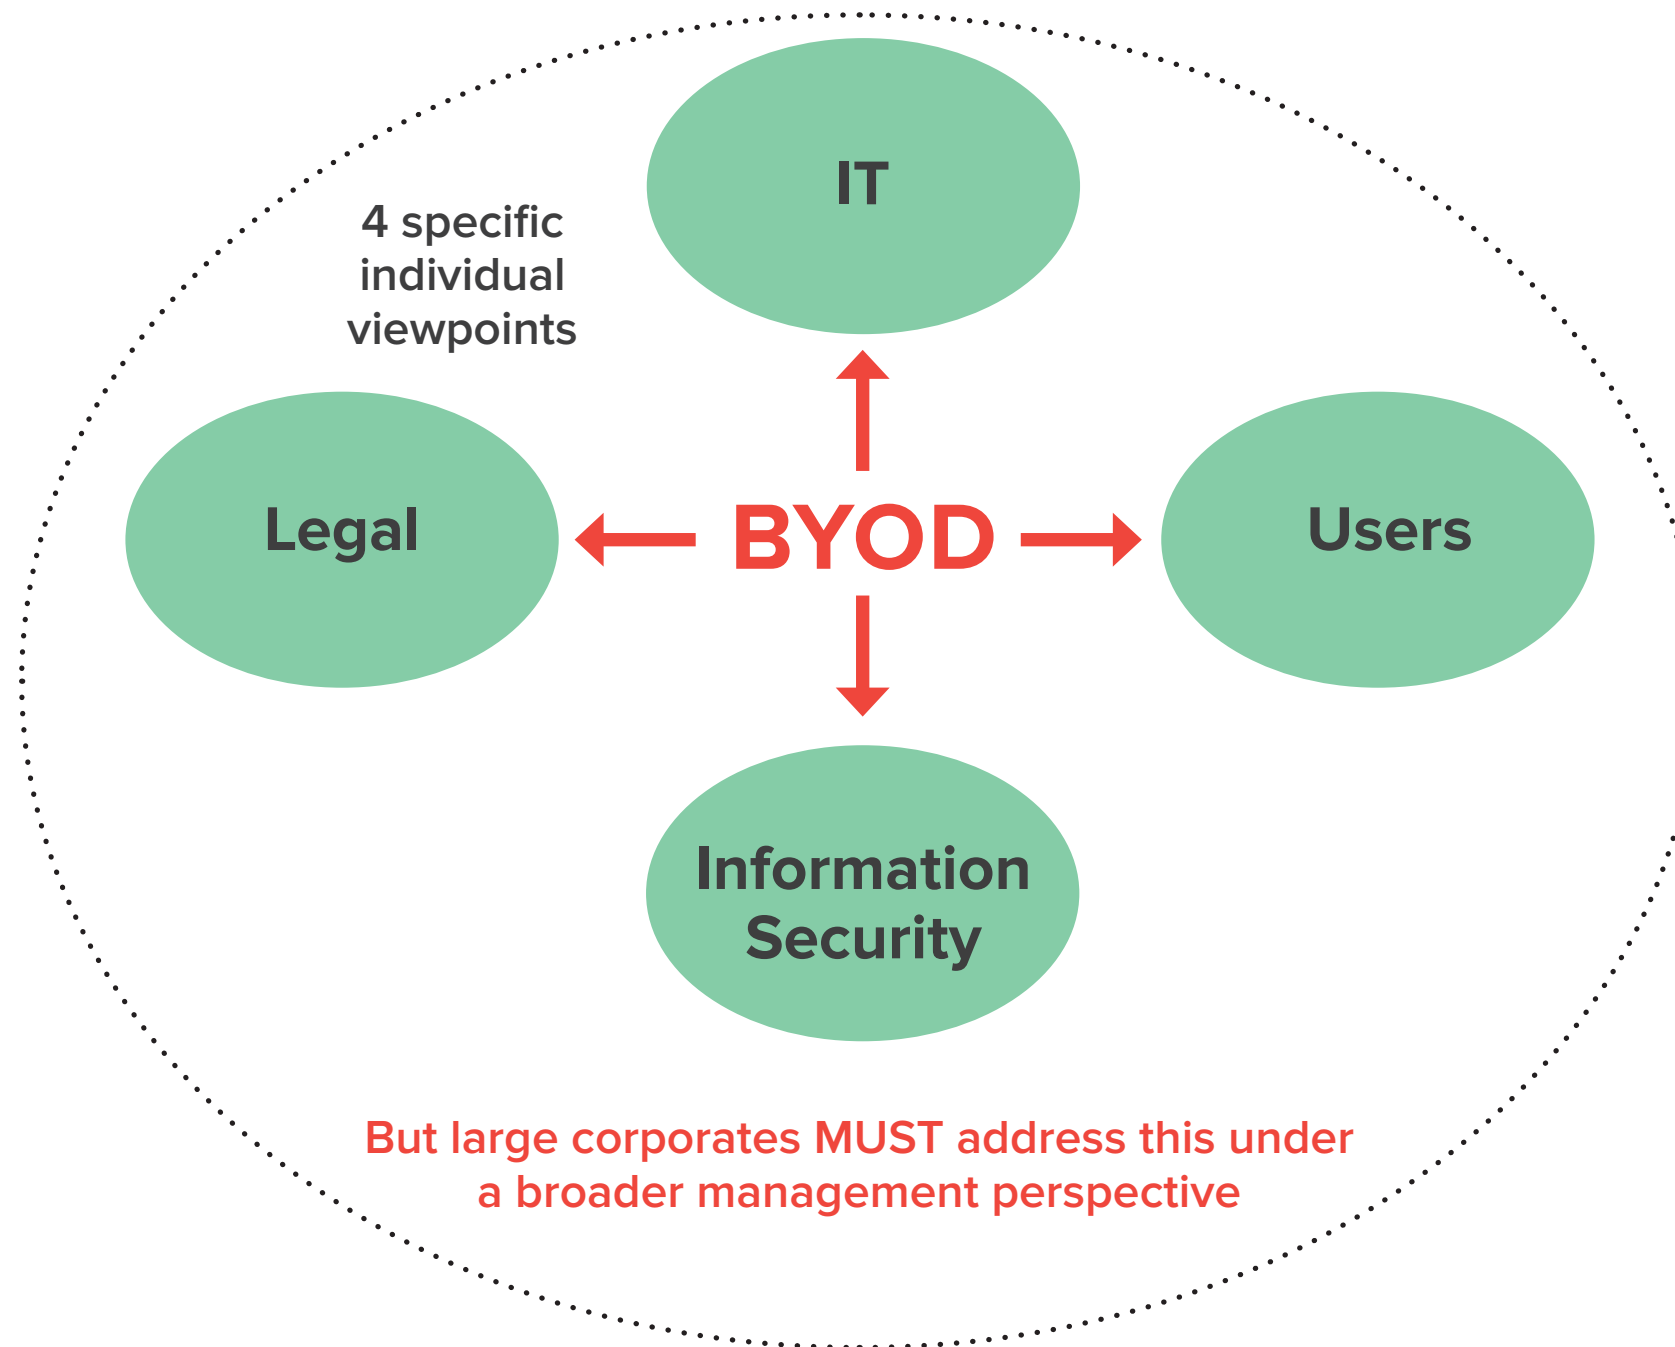 IT
4 specific
individual
viewpoints
Legal
BYOD
Users
Information
Security
But large corporates MUST address this under
a broader management perspective